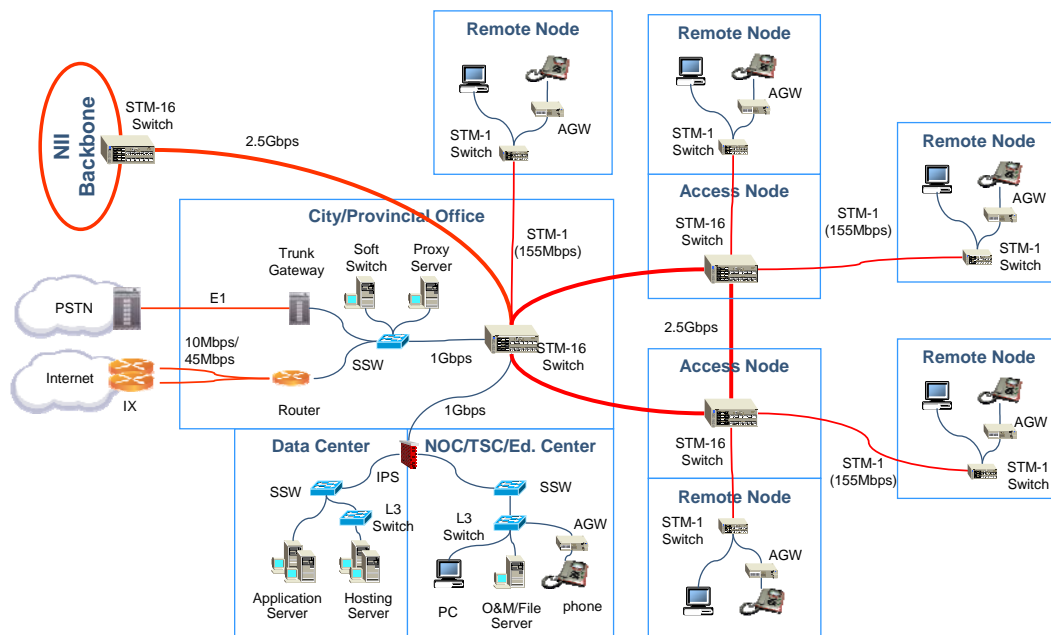 Remote Node
AGW
STM-1
Switch
Remote Node
AGW
STM-1
Switch
NII
Backbone
STM-16
Switch
2.5Gbps
Remote Node
AGW
STM-1
Switch
Access Node
STM-16
Switch
STM-1
(155Mbps)
City/Provincial Office
Trunk
Gateway
Soft
Switch
Proxy
Server
STM-1
(155Mbps)
PSTN
E1
10Mbps/
45Mbps
SSW
1Gbps
STM-16
Switch
2.5Gbps
Internet
IX
Router
1Gbps
Access Node
STM-16
Switch
STM-1
(155Mbps)
Remote Node
AGW
STM-1
Switch
Data Center
IPS
SSW
L3
Switch
Application
Server
Hosting
Server
NOC/TSC/Ed. Center
SSW
L3
Switch
AGW
PC
O&M/File
Server
phone
Remote Node
STM-1
Switch
AGW